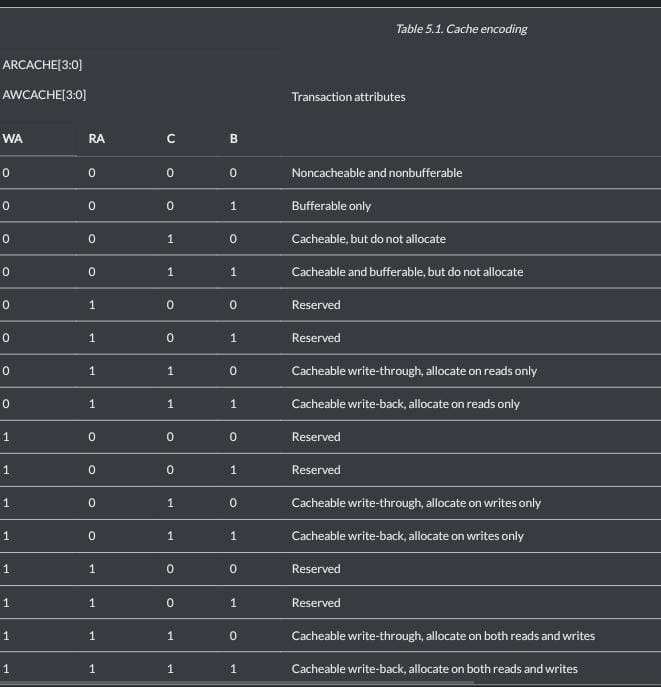 Table 5.1. Cache encoding
ARCACHE[3:0]
AWCACHE[3:0]
Transaction attributes
WA RA C B
0 0 0 0 Noncacheable and nonbufferable
0 0 0 1 Bufferable only
0 0 1 0 Cacheable, but do not allocate
0 0 1 1 Cacheable and bufferable, but do not allocate
0 1 0 0 Reserved
0 1 0 1 Reserved
0 1 1 0 Cacheable write-through, allocate on reads only
0 1 1 1 Cacheable write-back, allocate on reads only
1 0 0 0 Reserved
1 0 0 1 Reserved
1 0 1 0 Cacheable write-through, allocate on writes only
1 0 1 1 Cacheable write-back, allocate on writes only
1 1 0 0 Reserved
1 1 0 1 Reserved
1 1 1 0 Cacheable write-through, allocate on both reads and writes
1 1 1 1 Cacheable write-back, allocate on both reads and writes